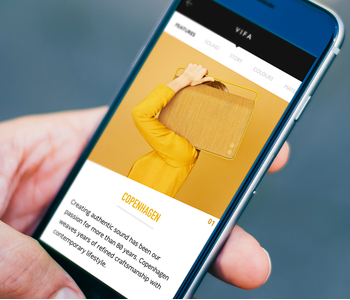 VIFA
FEATURES SOUND STORY COLOURS
COPENHAGEN
01
Creating authentic sound has been our
passion for more than 80 years. Copenhagen
weaves years of refined craftsmanship with
contemporary lifestyle.